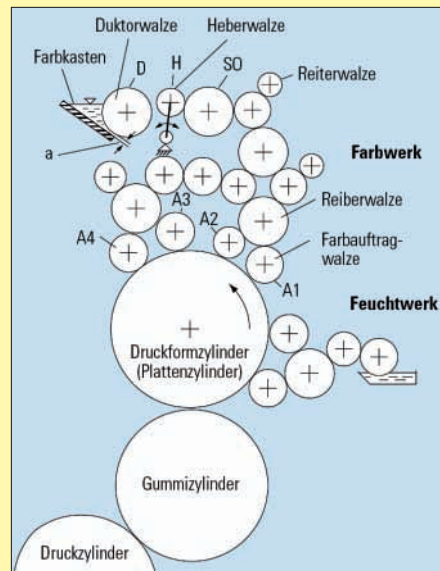 Duktorwalze
Heberwalze
Farbkasten
D
H
SO
Reiterwalze
a
Farbwerk
A3
A2
Reiberwalze
A4
Farbauftrag-
walze
A1
Feuchtwerk
Druckformzylinder
(Plattenzylinder)
Gummizylinder
Druckzylinder